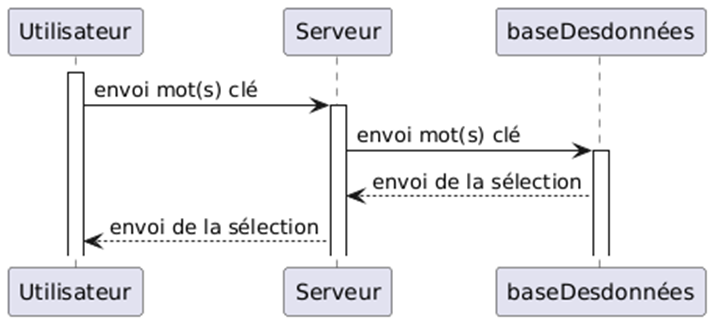 Utilisateur
Serveur
baseDesdonnées
envoi mot(s) clé
envoi mot(s) clé
envoi de la sélection
envoi de la sélection
Utilisateur
Serveur
baseDesdonnées